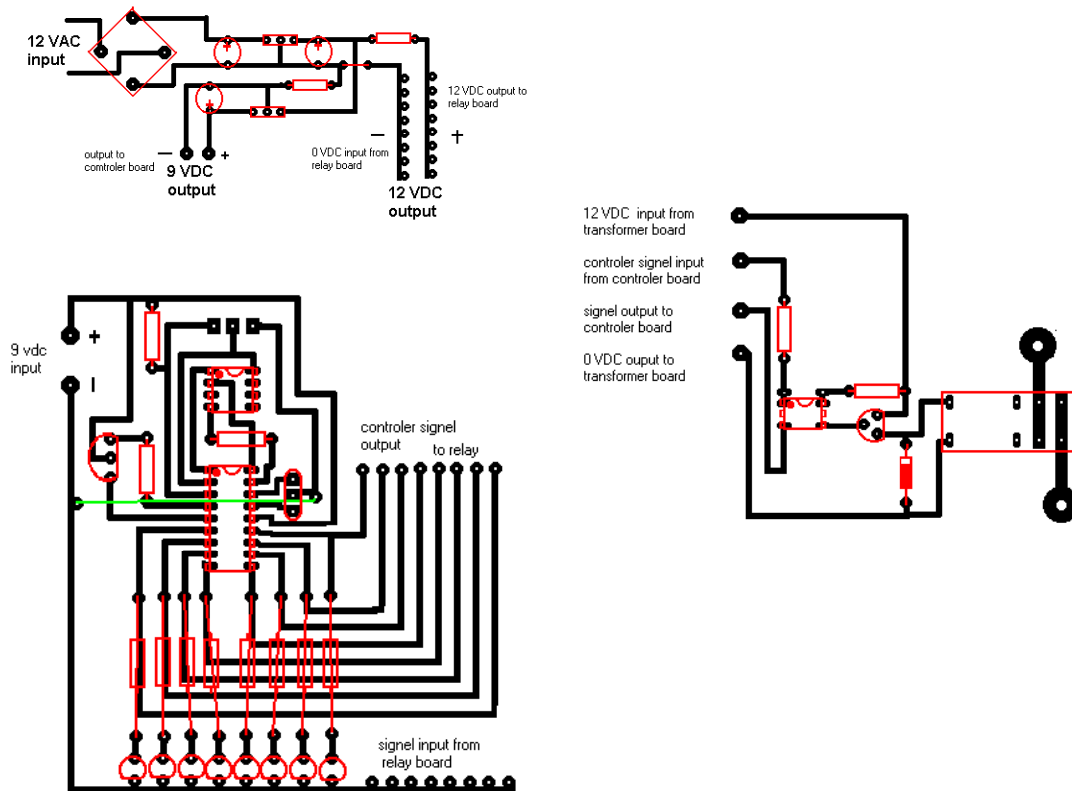 12 VAC
input
12 VDC output to
relay board
—
+
output to
comtroler board
—
+
0 VDC input from
relay board
9 VDC
output
12 VDC
output
12 VDC input from
transformer board
controler signel input
from controler board
signel output to
controler board
0 VDC ouput to
transformer board
9 vdc
input
+
I
controler signel
output
to relay
signel input from
relay board